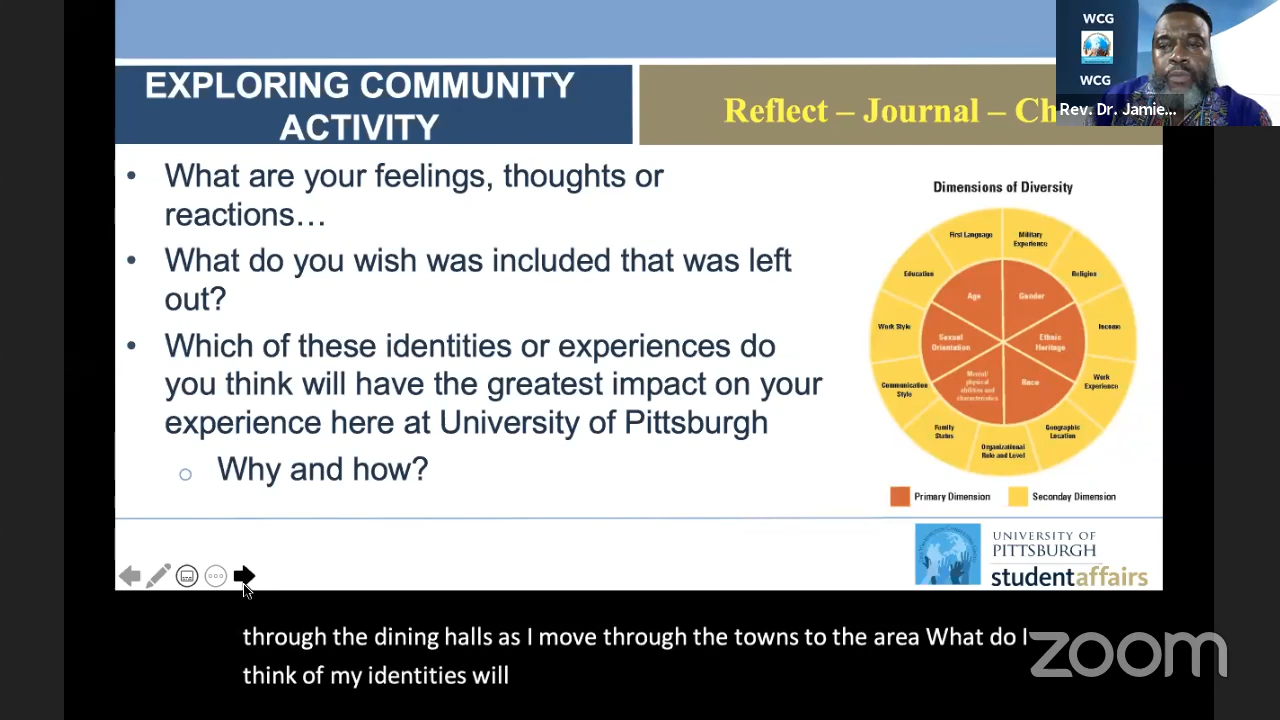 WCG
WCG
Rev. Dr. Jamie...
EXPLORING COMMUNITY
ACTIVITY
Reflect – Journal – Ch
• What are your feelings, thoughts or
reactions…
• What do you wish was included that was left
out?
• Which of these identities or experiences do
you think will have the greatest impact on your
experience here at University of Pittsburgh
o Why and how?
Dimensions of Diversity
First Language
Military
Experience
Education
Religion
Age
Gender
Work Style
Income
Sexual
Orientation
Ethnic
Heritage
Communication
Style
Mental/
physical
abilities and
characteristics
Race
Work
Experience
Family
Status
Geographic
Location
Organizational
Role and Level
Primary Dimension
Secondary Dimension
UNIVERSITY OF
PITTSBURGH
studentaffairs
through the dining halls as I move through the towns to the area What do I
think of my identities will
zoom